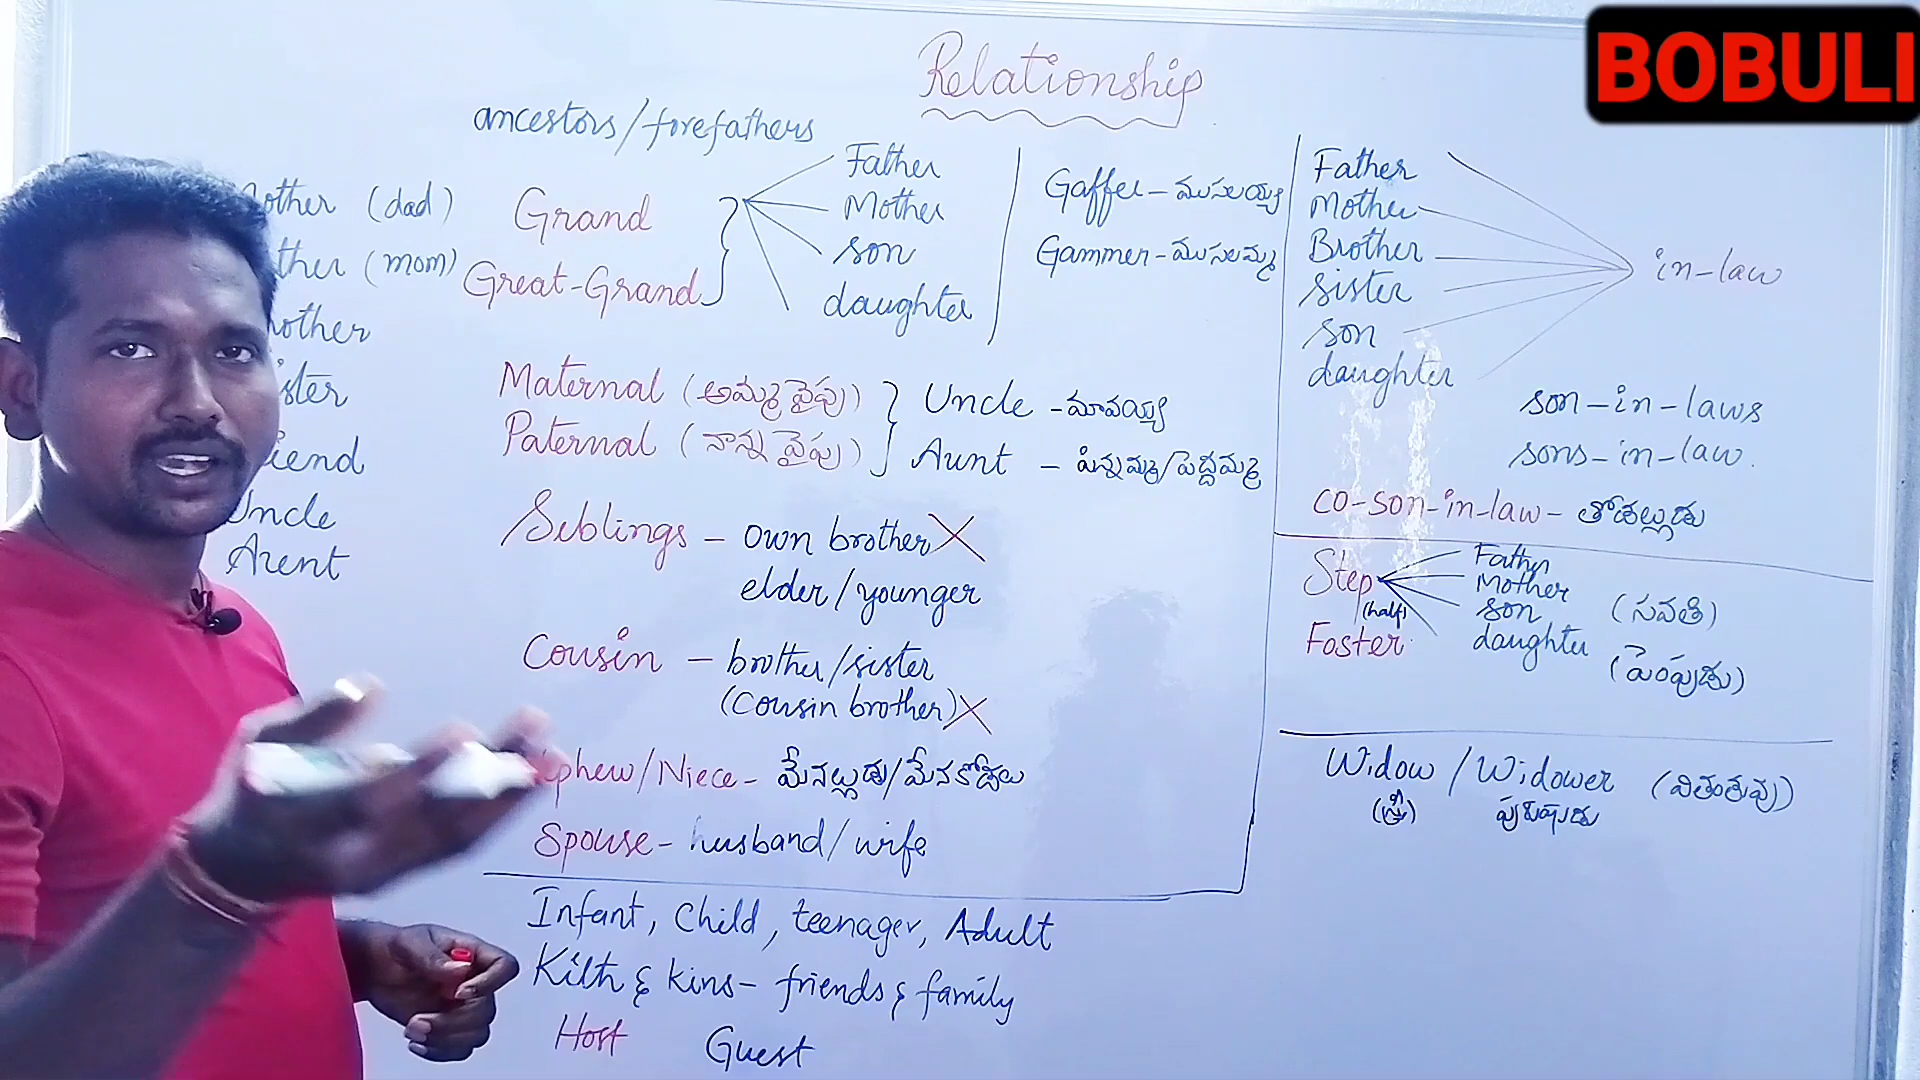 BOBULI
Relationship
ancestors/forefathers
(dad)
(mom)
Uncle
Grand
Great-Grand
Father
Mother
son
daughter
Gaffer - ముసలయ్య
Gammer - ముసలమ్మ
Maternal (అమ్మ వైపు)
Paternal (నాన్న వైపు)
Uncle - మావయ్య
Aunt - పిన్నమ్మ/పెద్దమ్మ
Siblings - own brother X
elder/younger
Cousin - brother/sister
(Cousin brother) X
phew/Niece - మేనల్లుడు/మేనకోడలు
Spouse - husband/wife
Infant, Child, teenager, Adult
Kith & kins - friends & family
Host Guest
Father
Mother
Brother
sister
son
daughter
in-law
son-in-laws
sons-in-law.
co-son-in-law - తోడల్లుడు
Step
(half)
Foster
Father
Mother
son
daughter
(సవతి)
(పెంపుడు)
Widow / Widower (వితంతువు)
(స్త్రీ) పురుషుడు